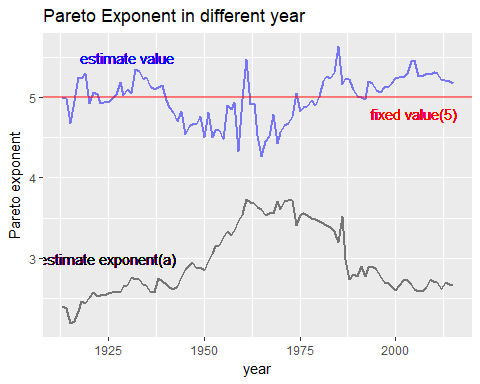 Pareto Exponent in different year
estimate value
5
fixed value(5)
4
Pareto exponent
estimate exponent(a)
3
1925
1950
1975
2000
year